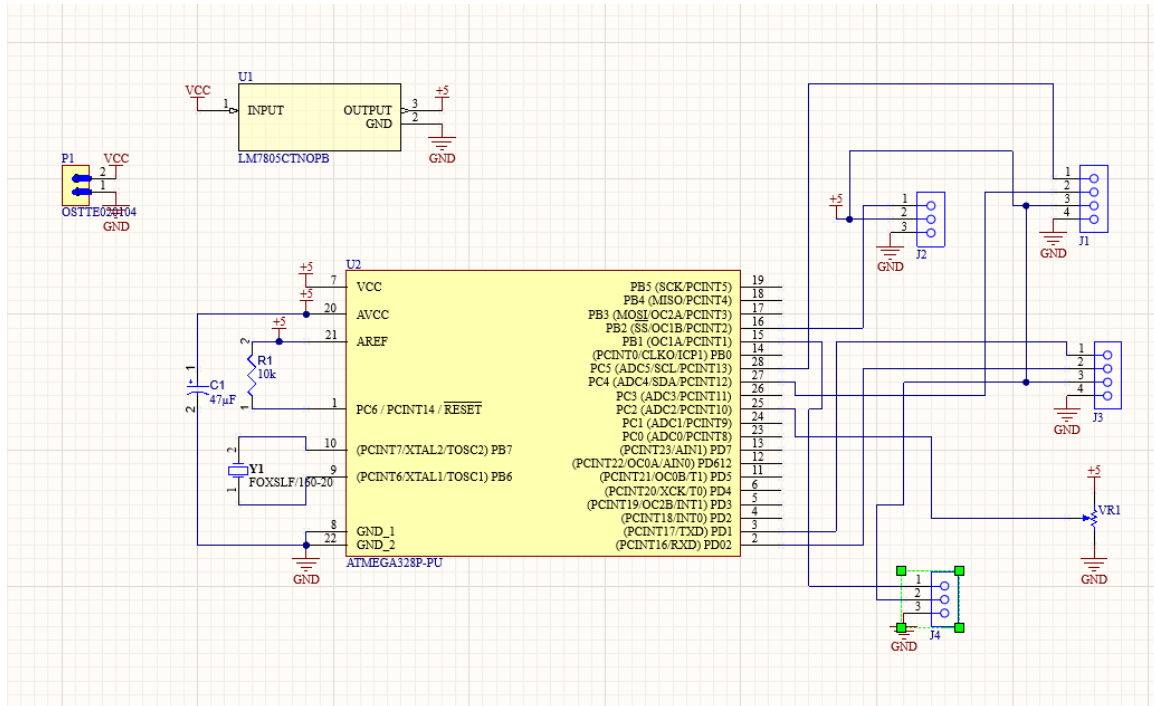 U1
VCC
1
INPUT
OUTPUT
3
+5
GND
2
LM7805CTNOPB
GND
P1
VCC
2
1
OSTTE020104
GND
+5
1
2
3
GND
J2
1
2
3
4
GND
J1
U2
+5
7
VCC
+5
20
AVCC
+5
21
AREF
2
R1
10k
1
1
C1
47µF
2
1
PC6 / PCINT14 / RESET
2
10
(PCINT7/XTAL2/TOSC2) PB7
Y1
FOXSLF/160-20
1
9
(PCINT6/XTAL1/TOSC1) PB6
8
GND_1
22
GND_2
GND
ATMEGA328P-PU
PB5 (SCK/PCINT5)
19
PB4 (MISO/PCINT4)
18
PB3 (MOSI/OC2A/PCINT3)
17
PB2 (SS/OC1B/PCINT2)
16
PB1 (OC1A/PCINT1)
15
(PCINT0/CLKO/ICP1) PB0
14
PC5 (ADC5/SCL/PCINT13)
28
PC4 (ADC4/SDA/PCINT12)
27
PC3 (ADC3/PCINT11)
26
PC2 (ADC2/PCINT10)
25
PC1 (ADC1/PCINT9)
24
PC0 (ADC0/PCINT8)
23
(PCINT23/AIN1) PD7
13
(PCINT22/OC0A/AIN0) PD612
12
(PCINT21/OC0B/T1) PD5
11
(PCINT20/XCK/T0) PD4
6
(PCINT19/OC2B/INT1) PD3
5
(PCINT18/INT0) PD2
4
(PCINT17/TXD) PD1
3
(PCINT16/RXD) PD02
2
1
2
3
4
GND
J3
+5
VR1
GND
1
2
3
GND
J4